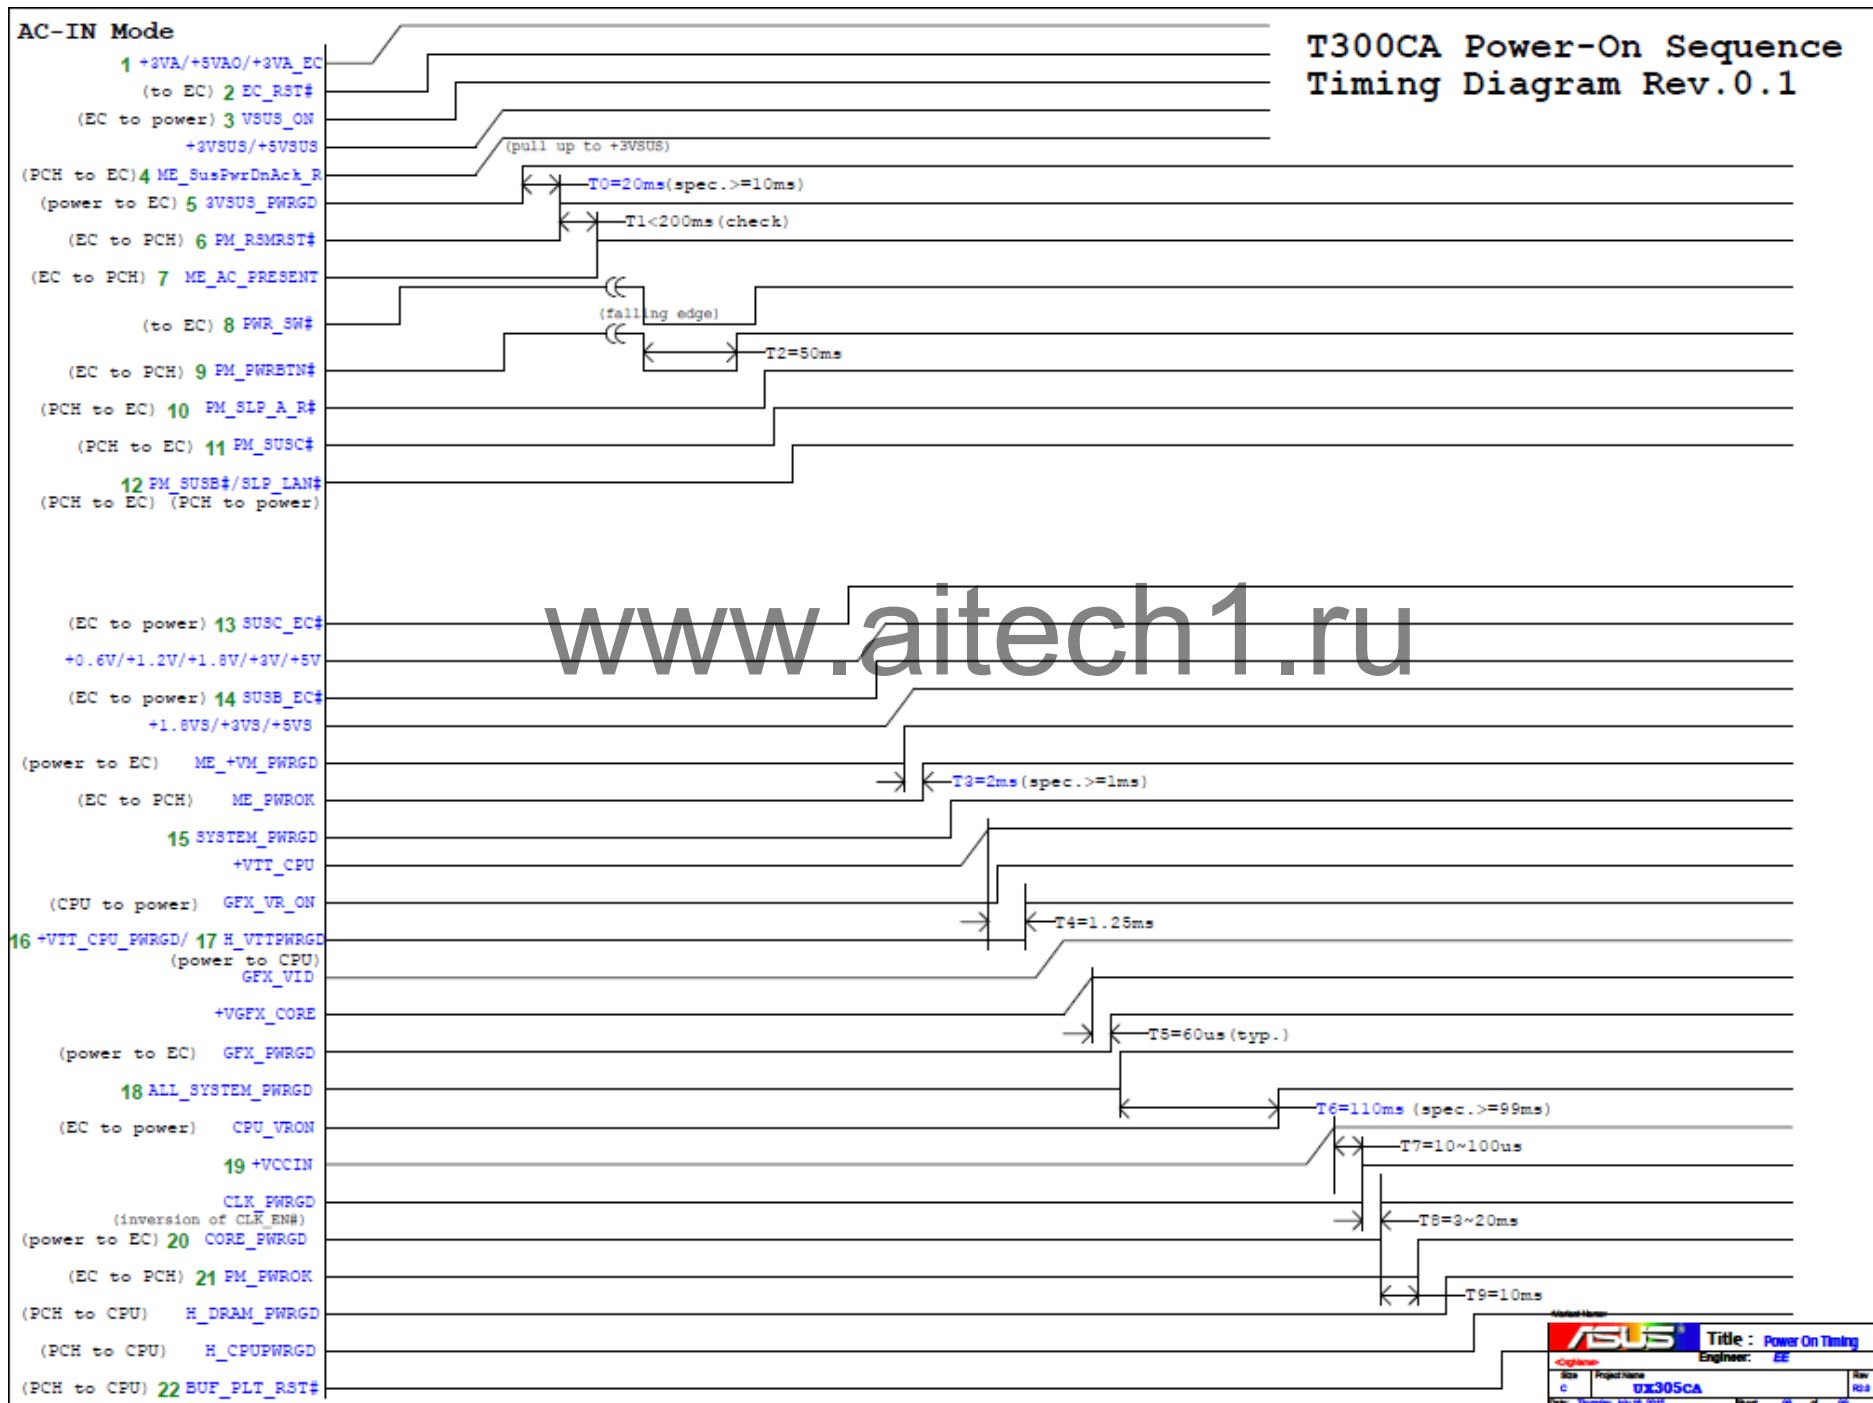 AC-IN Mode
T300CA Power-On Sequence
Timing Diagram Rev.0.1
1 +3VA/+5VAO/+3VA_EC
(to EC) 2 EC_RST#
(EC to power) 3 VSUS_ON
+3VSUS/+5VSUS
(pull up to +3VSUS)
(PCH to EC)4 ME_SusPwrDnAck_R
T0=20ms(spec.>=10ms)
(power to EC) 5 3VSUS_PWRGD
T1<200ms(check)
(EC to PCH) 6 PM_RSMRST#
(EC to PCH) 7 ME_AC_PRESENT
(falling edge)
(to EC) 8 PWR_SW#
T2=50ms
(EC to PCH) 9 PM_PWRBTN#
(PCH to EC) 10 PM_SLP_A_R#
(PCH to EC) 11 PM_SUSC#
12 PM_SUSB#/SLP_LAN#
(PCH to EC) (PCH to power)
www.aitech1.ru
(EC to power) 13 SUSC_EC#
+0.6V/+1.2V/+1.8V/+3V/+5V
(EC to power) 14 SUSB_EC#
+1.8VS/+3VS/+5VS
(power to EC) ME_+VM_PWRGD
T3=2ms(spec.>=1ms)
(EC to PCH) ME_PWROK
15 SYSTEM_PWRGD
+VTT_CPU
(CPU to power) GFX_VR_ON
T4=1.25ms
16 +VTT_CPU_PWRGD/ 17 H_VTTPWRGD
(power to CPU)
GFX_VID
+VGFX_CORE
T5=60us(typ.)
(power to EC) GFX_PWRGD
18 ALL_SYSTEM_PWRGD
T6=110ms (spec.>=99ms)
(EC to power) CPU_VRON
T7=10~100us
19 +VCCIN
CLK_PWRGD
(inversion of CLK_EN#)
T8=3~20ms
(power to EC) 20 CORE_PWRGD
(EC to PCH) 21 PM_PWROK
T9=10ms
(PCH to CPU) H_DRAM_PWRGD
<Variant Name>
ASUS
Title : Power On Timing
(PCH to CPU) H_CPUPWRGD
<OrgName>
Engineer: EE
Size Project Name Rev
(PCH to CPU) 22 BUF_PLT_RST#
C UX305CA R2.0